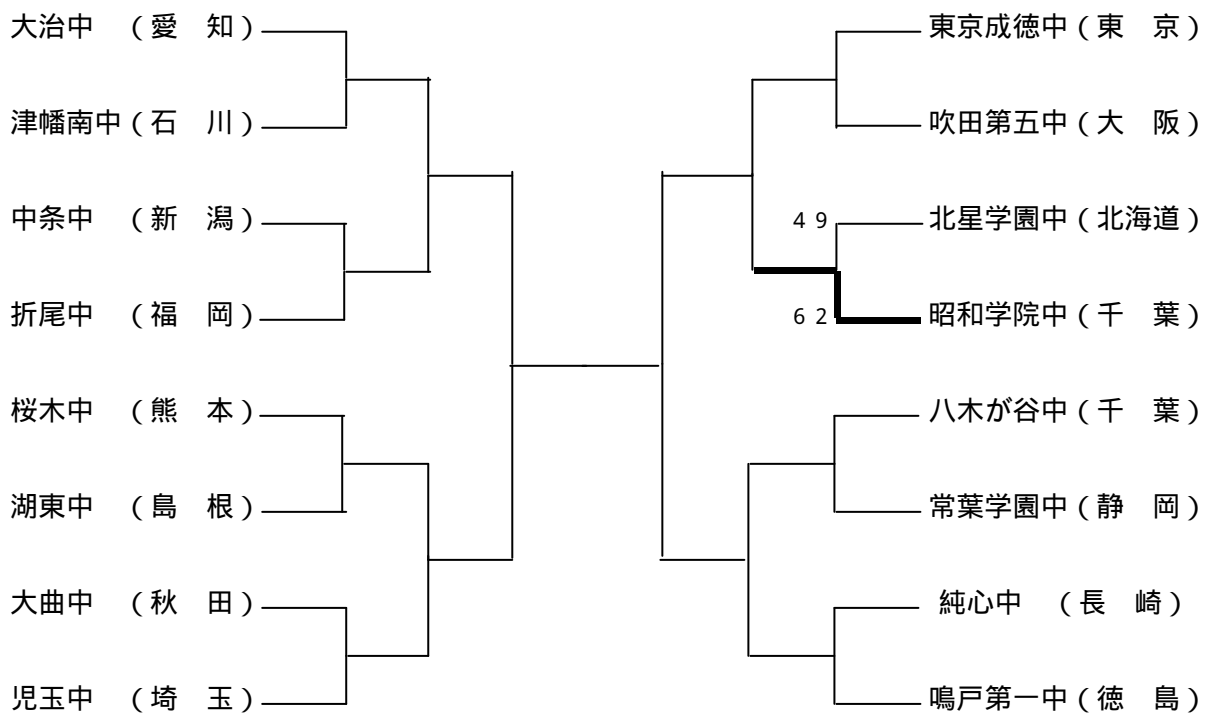 大治中 (愛 知)
東京成徳中(東 京)
津幡南中(石 川)
吹田第五中(大 阪)
中条中 (新 潟)
49
北星学園中(北海道)
折尾中 (福 岡)
62
昭和学院中(千 葉)
桜木中 (熊 本)
八木が谷中(千 葉)
湖東中 (島 根)
常葉学園中(静 岡)
大曲中 (秋 田)
純心中 (長 崎)
児玉中 (埼 玉)
鳴戸第一中(徳 島)